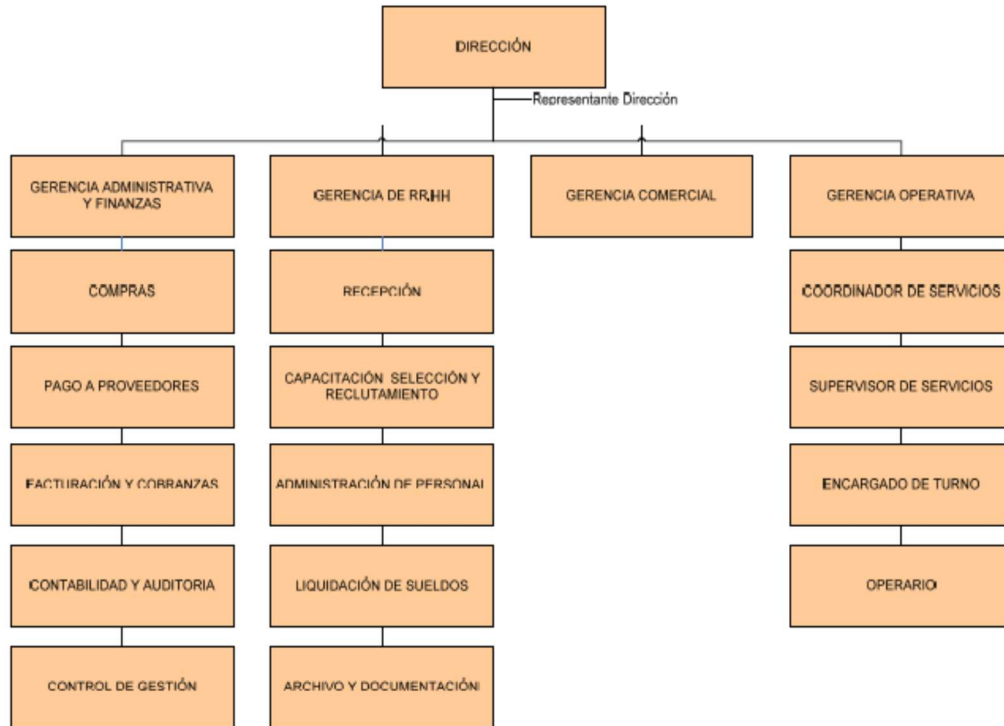 DIRECCIÓN
Representante Dirección
GERENCIA ADMINISTRATIVA
Y FINANZAS
GERENCIA DE RR.HH
GERENCIA COMERCIAL
GERENCIA OPERATIVA
COMPRAS
RECEPCIÓN
COORDINADOR DE SERVICIOS
PAGO A PROVEEDORES
CAPACITACIÓN SELECCIÓN Y
RECLUTAMIENTO
SUPERVISOR DE SERVICIOS
FACTURACIÓN Y COBRANZAS
ADMINISTRACIÓN DE PERSONAL
ENCARGADO DE TURNO
CONTABILIDAD Y AUDITORIA
LIQUIDACIÓN DE SUELDOS
OPERARIO
CONTROL DE GESTIÓN
ARCHIVO Y DOCUMENTACIÓN